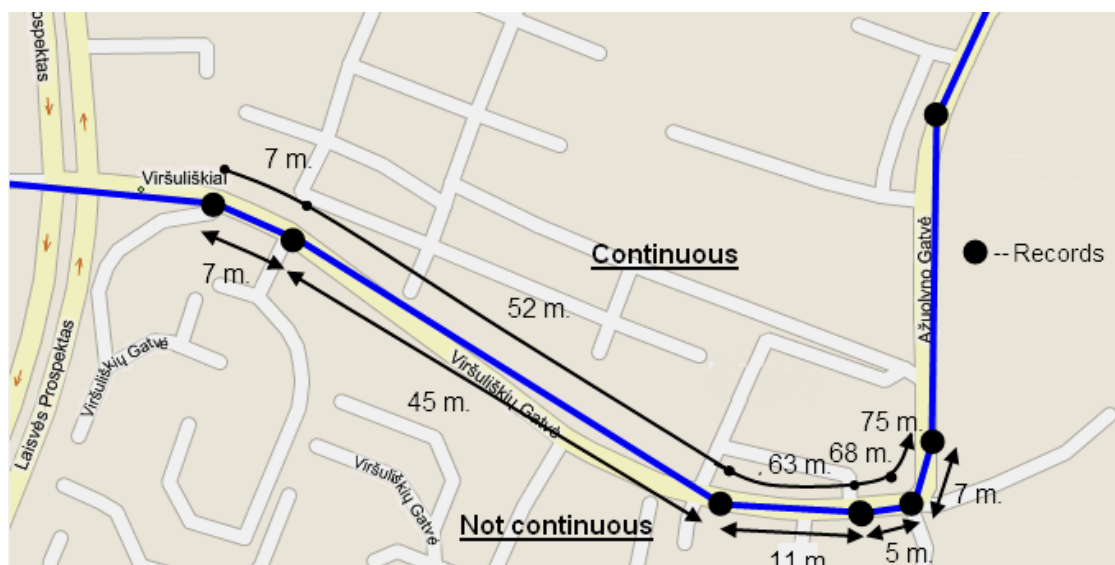 Prospektas
Viršuliškiai
7 m.
7 m.
Continuous
-- Records
Ažuolyno Gatvė
52 m.
Laisvės Prospektas
Viršuliškių Gatvė
Viršuliškių Gatvė
45 m.
75 m.
68 m.
63 m.
Viršuliškių Gatvė
7 m.
Not continuous
11 m.
5 m.